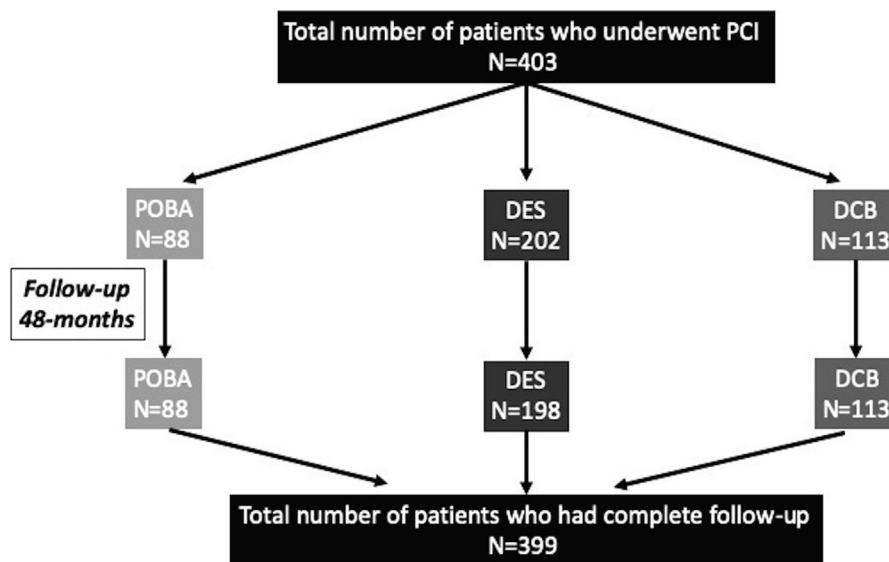 Total number of patients who underwent PCI
N=403
POBA
N=88
DES
N=202
DCB
N=113
Follow-up
48-months
POBA
N=88
DES
N=198
DCB
N=113
Total number of patients who had complete follow-up
N=399